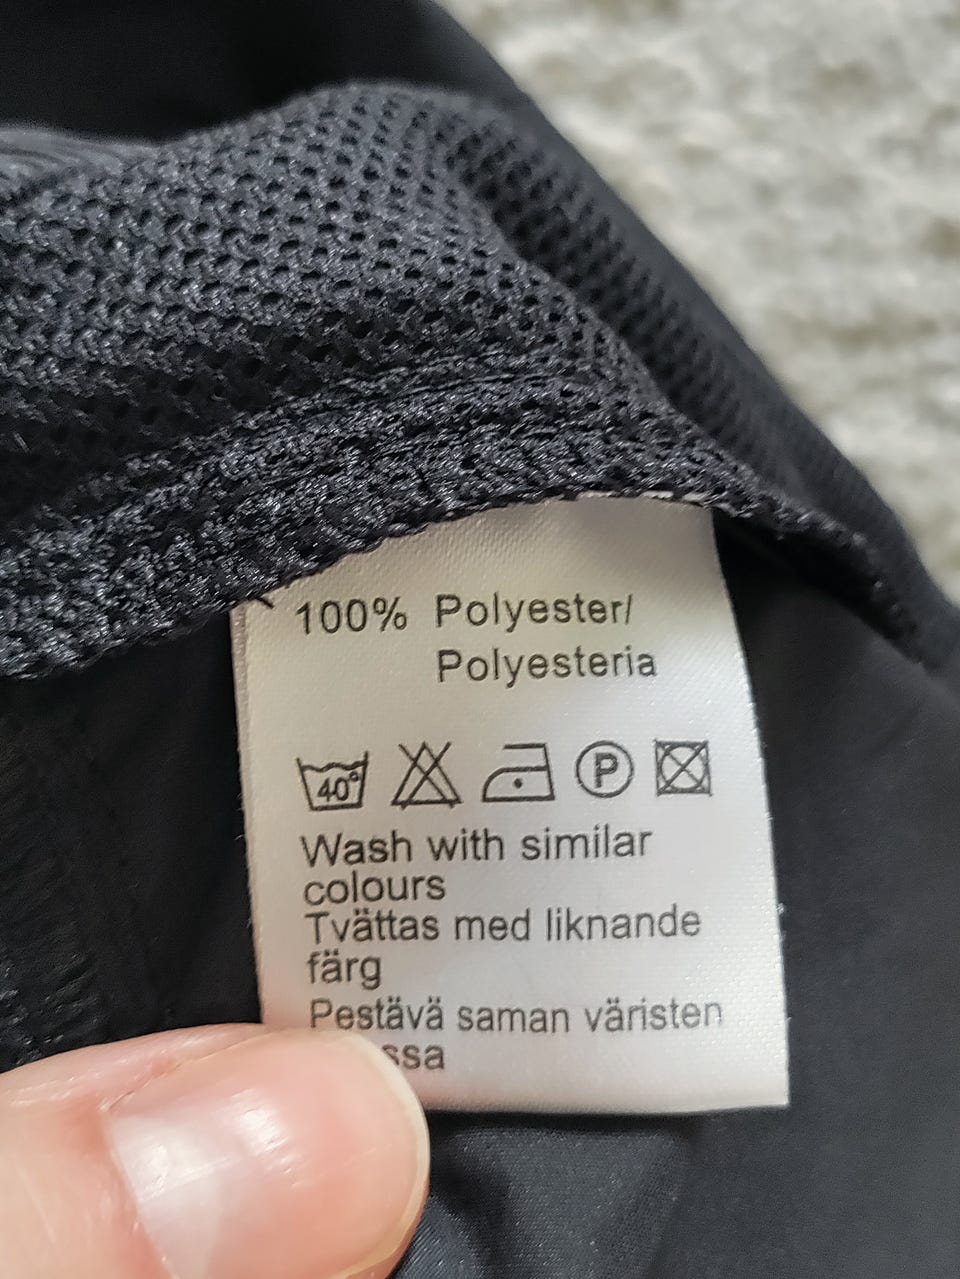 100% Polyester/
Polyesteria
40°
P
Wash with similar
colours
Tvättas med liknande
färg
Pestävä saman väristen